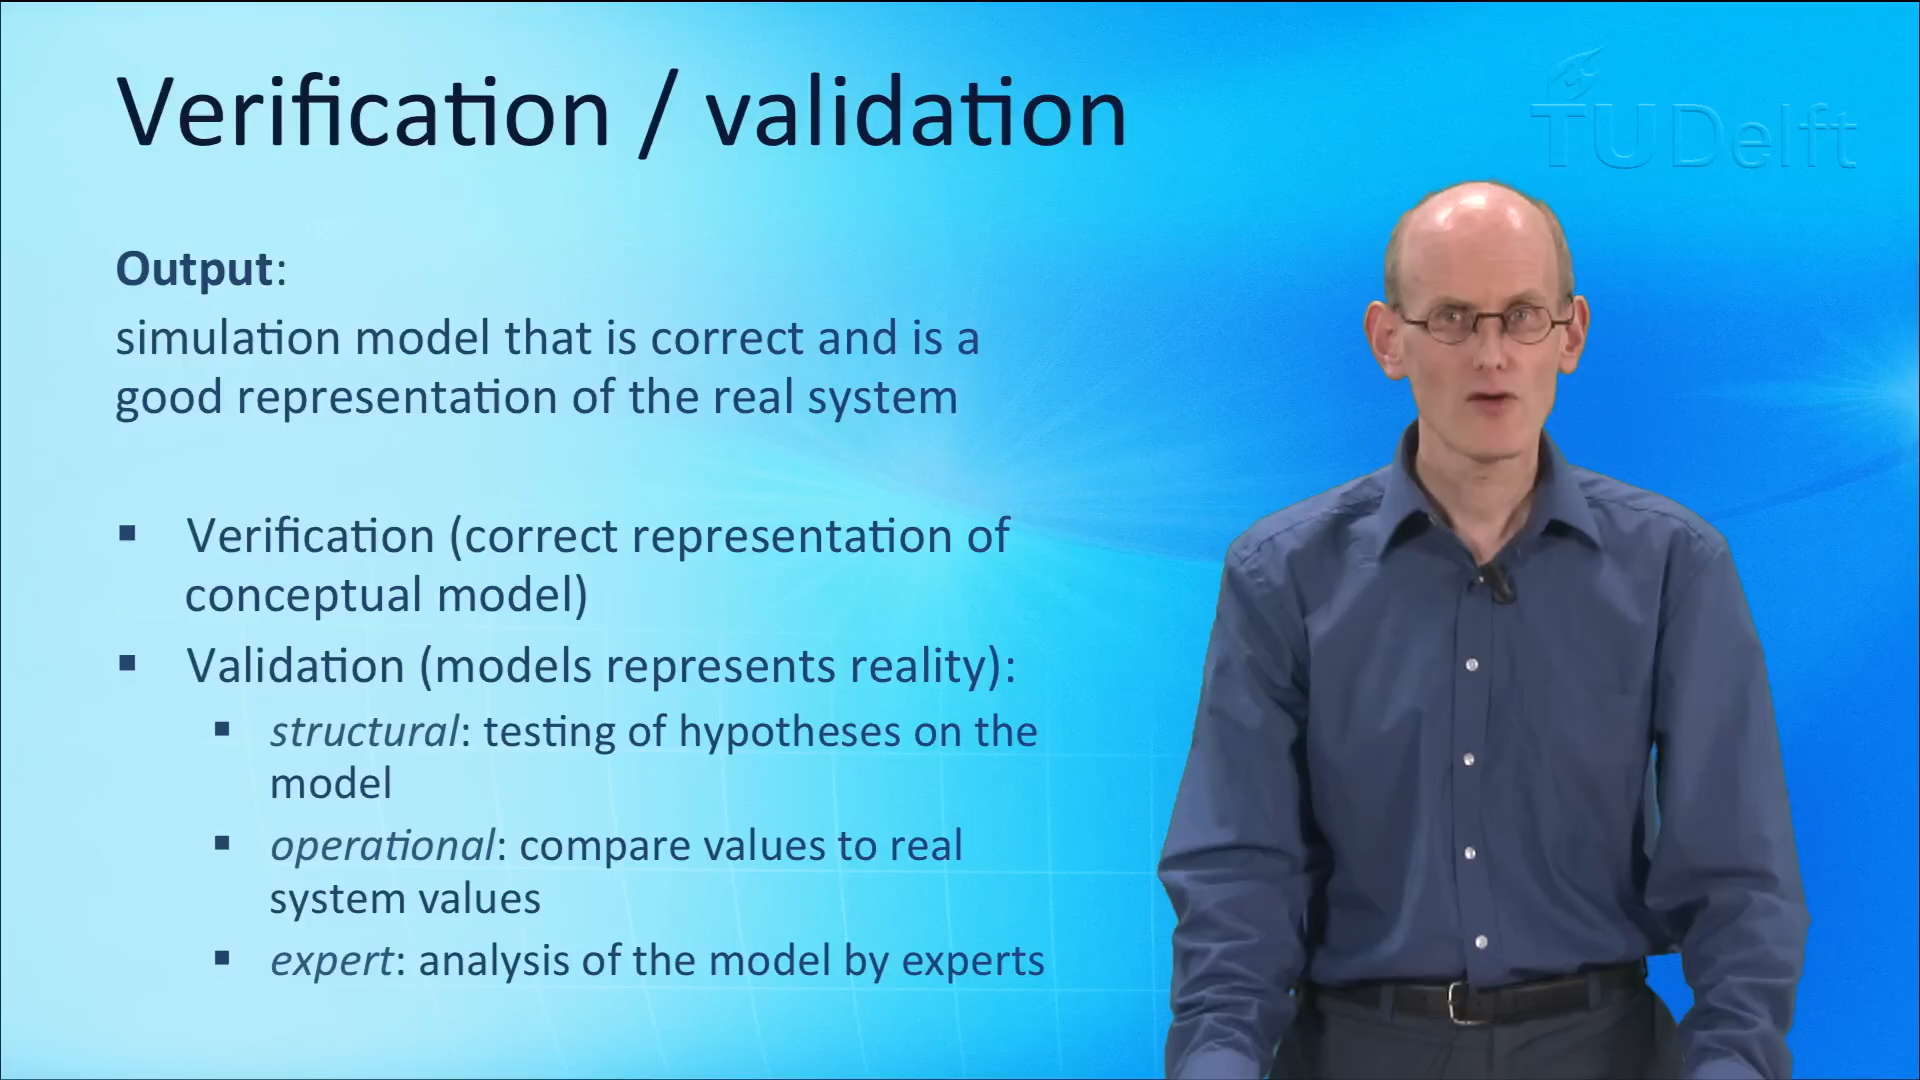 Verification / validation
TUDelft
Output:
simulation model that is correct and is a
good representation of the real system
▪ Verification (correct representation of
conceptual model)
▪ Validation (models represents reality):
▪ structural: testing of hypotheses on the
model
▪ operational: compare values to real
system values
▪ expert: analysis of the model by experts